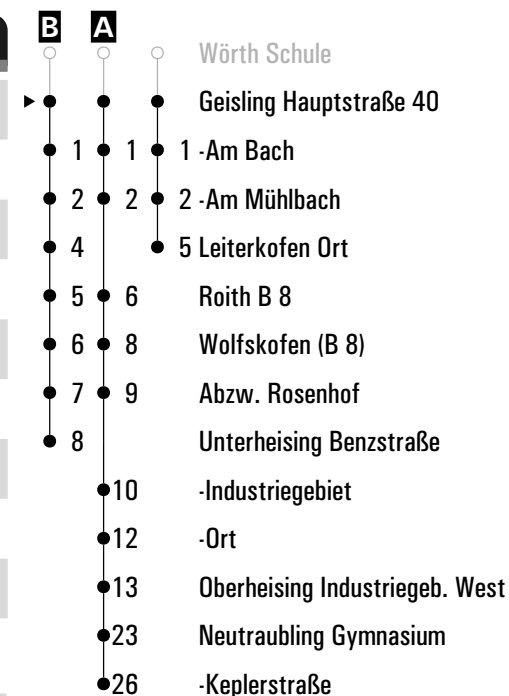 B A
Wörth Schule
Geisling Hauptstraße 40
1 1 1 -Am Bach
2 2 2 -Am Mühlbach
4 5 Leiterkofen Ort
5 6 Roith B 8
6 8 Wolfskofen (B 8)
7 9 Abzw. Rosenhof
8 Unterheising Benzstraße
10 -Industriegebiet
12 -Ort
13 Oberheising Industriegeb. West
23 Neutraubling Gymnasium
26 -Keplerstraße